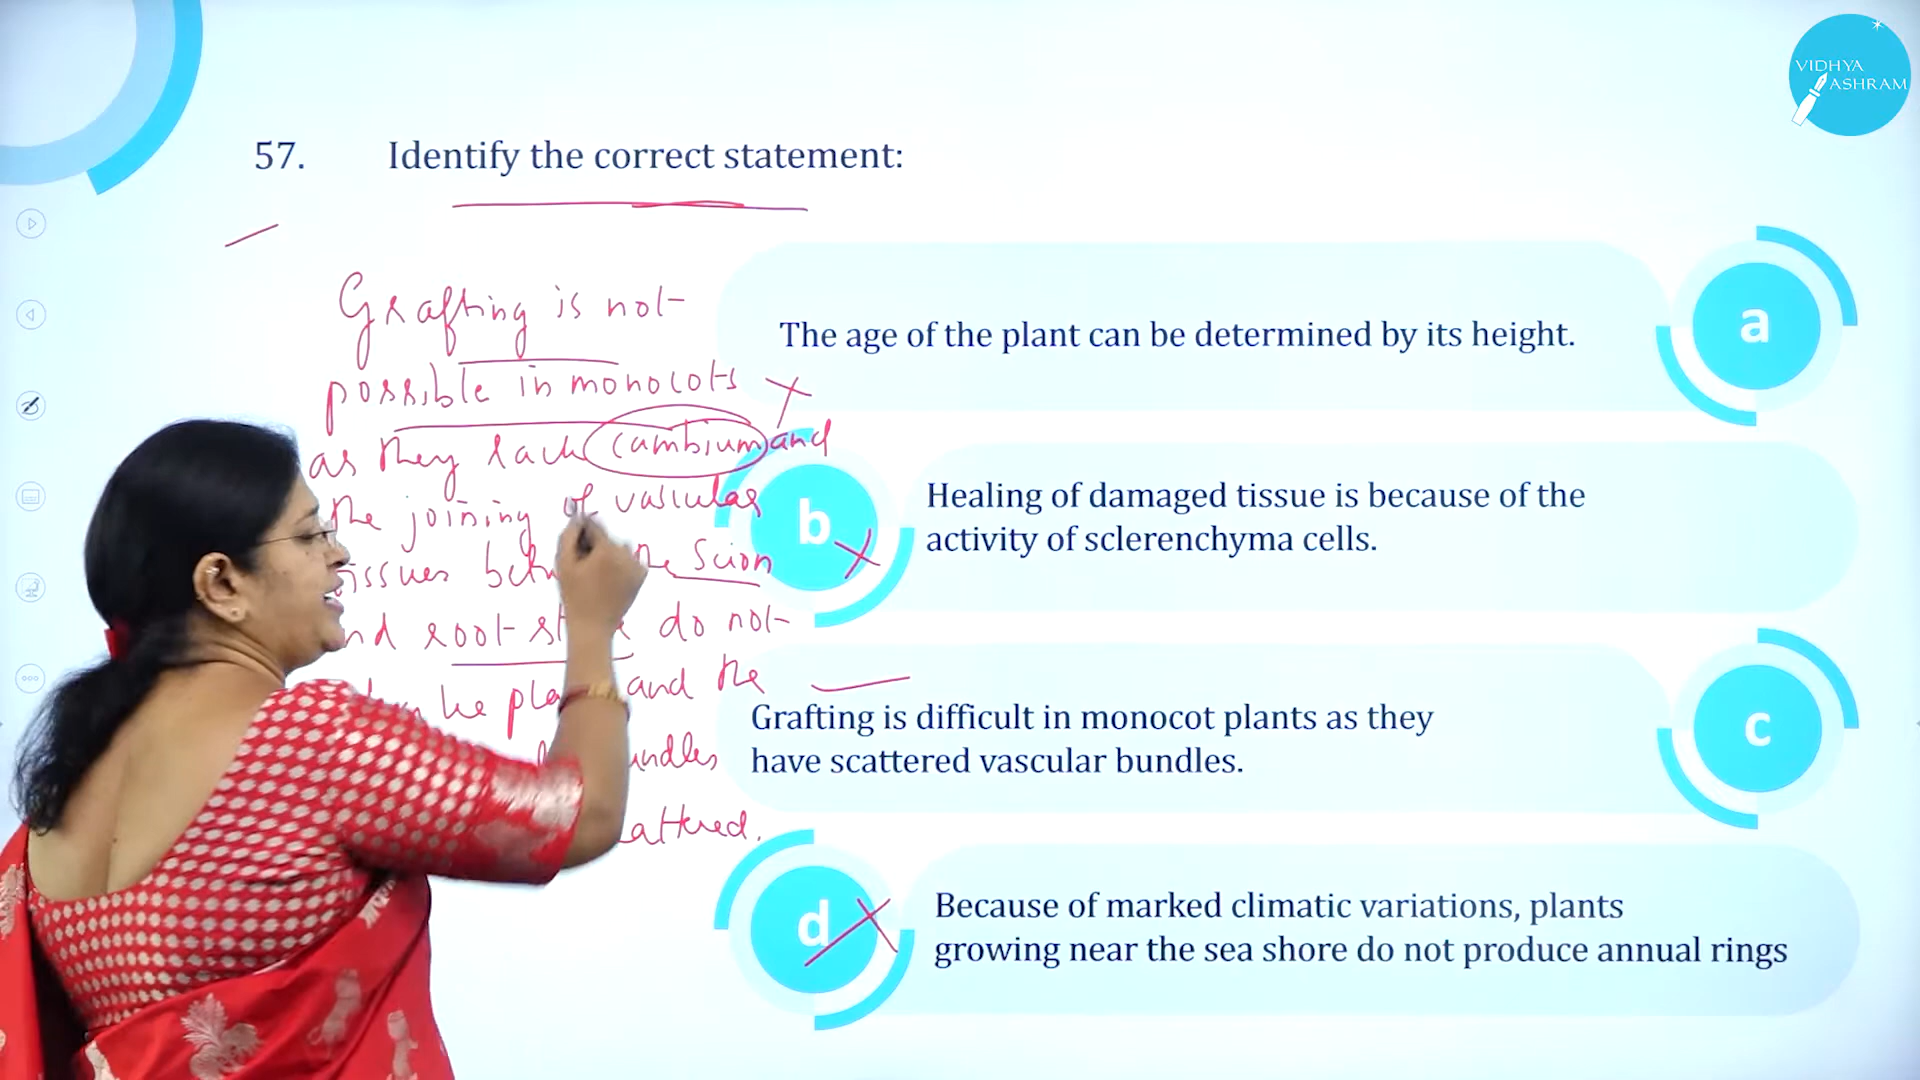 VIDHYA
ASHRAM
57. Identify the correct statement:
Grafting is not
possible in monocots
as they lack cambium and
the joining of vascular
tissues the scion
root do not
the
and the
a
The age of the plant can be determined by its height.
b
Healing of damaged tissue is because of the
activity of sclerenchyma cells.
c
Grafting is difficult in monocot plants as they
have scattered vascular bundles.
d
Because of marked climatic variations, plants
growing near the sea shore do not produce annual rings